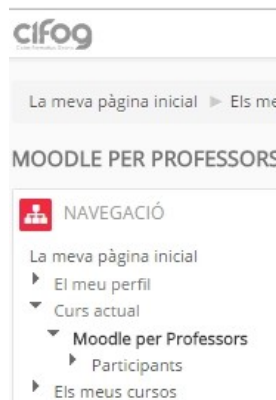 cifog
La meva pàgina inicial ▶ Els me
MOODLE PER PROFESSORS
NAVEGACIÓ
La meva pàgina inicial
El meu perfil
Curs actual
Moodle per Professors
Participants
Els meus cursos